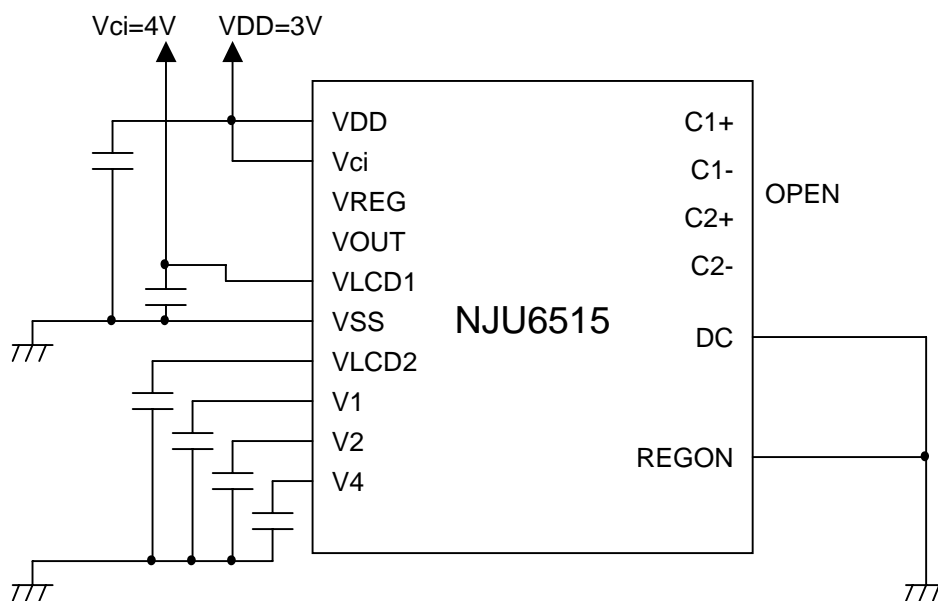 Vci=4V
VDD=3V
VDD
Vci
VREG
VOUT
VLCD1
VSS
VLCD2
V1
V2
V4
NJU6515
C1+
C1-
C2+
C2-
OPEN
DC
REGON